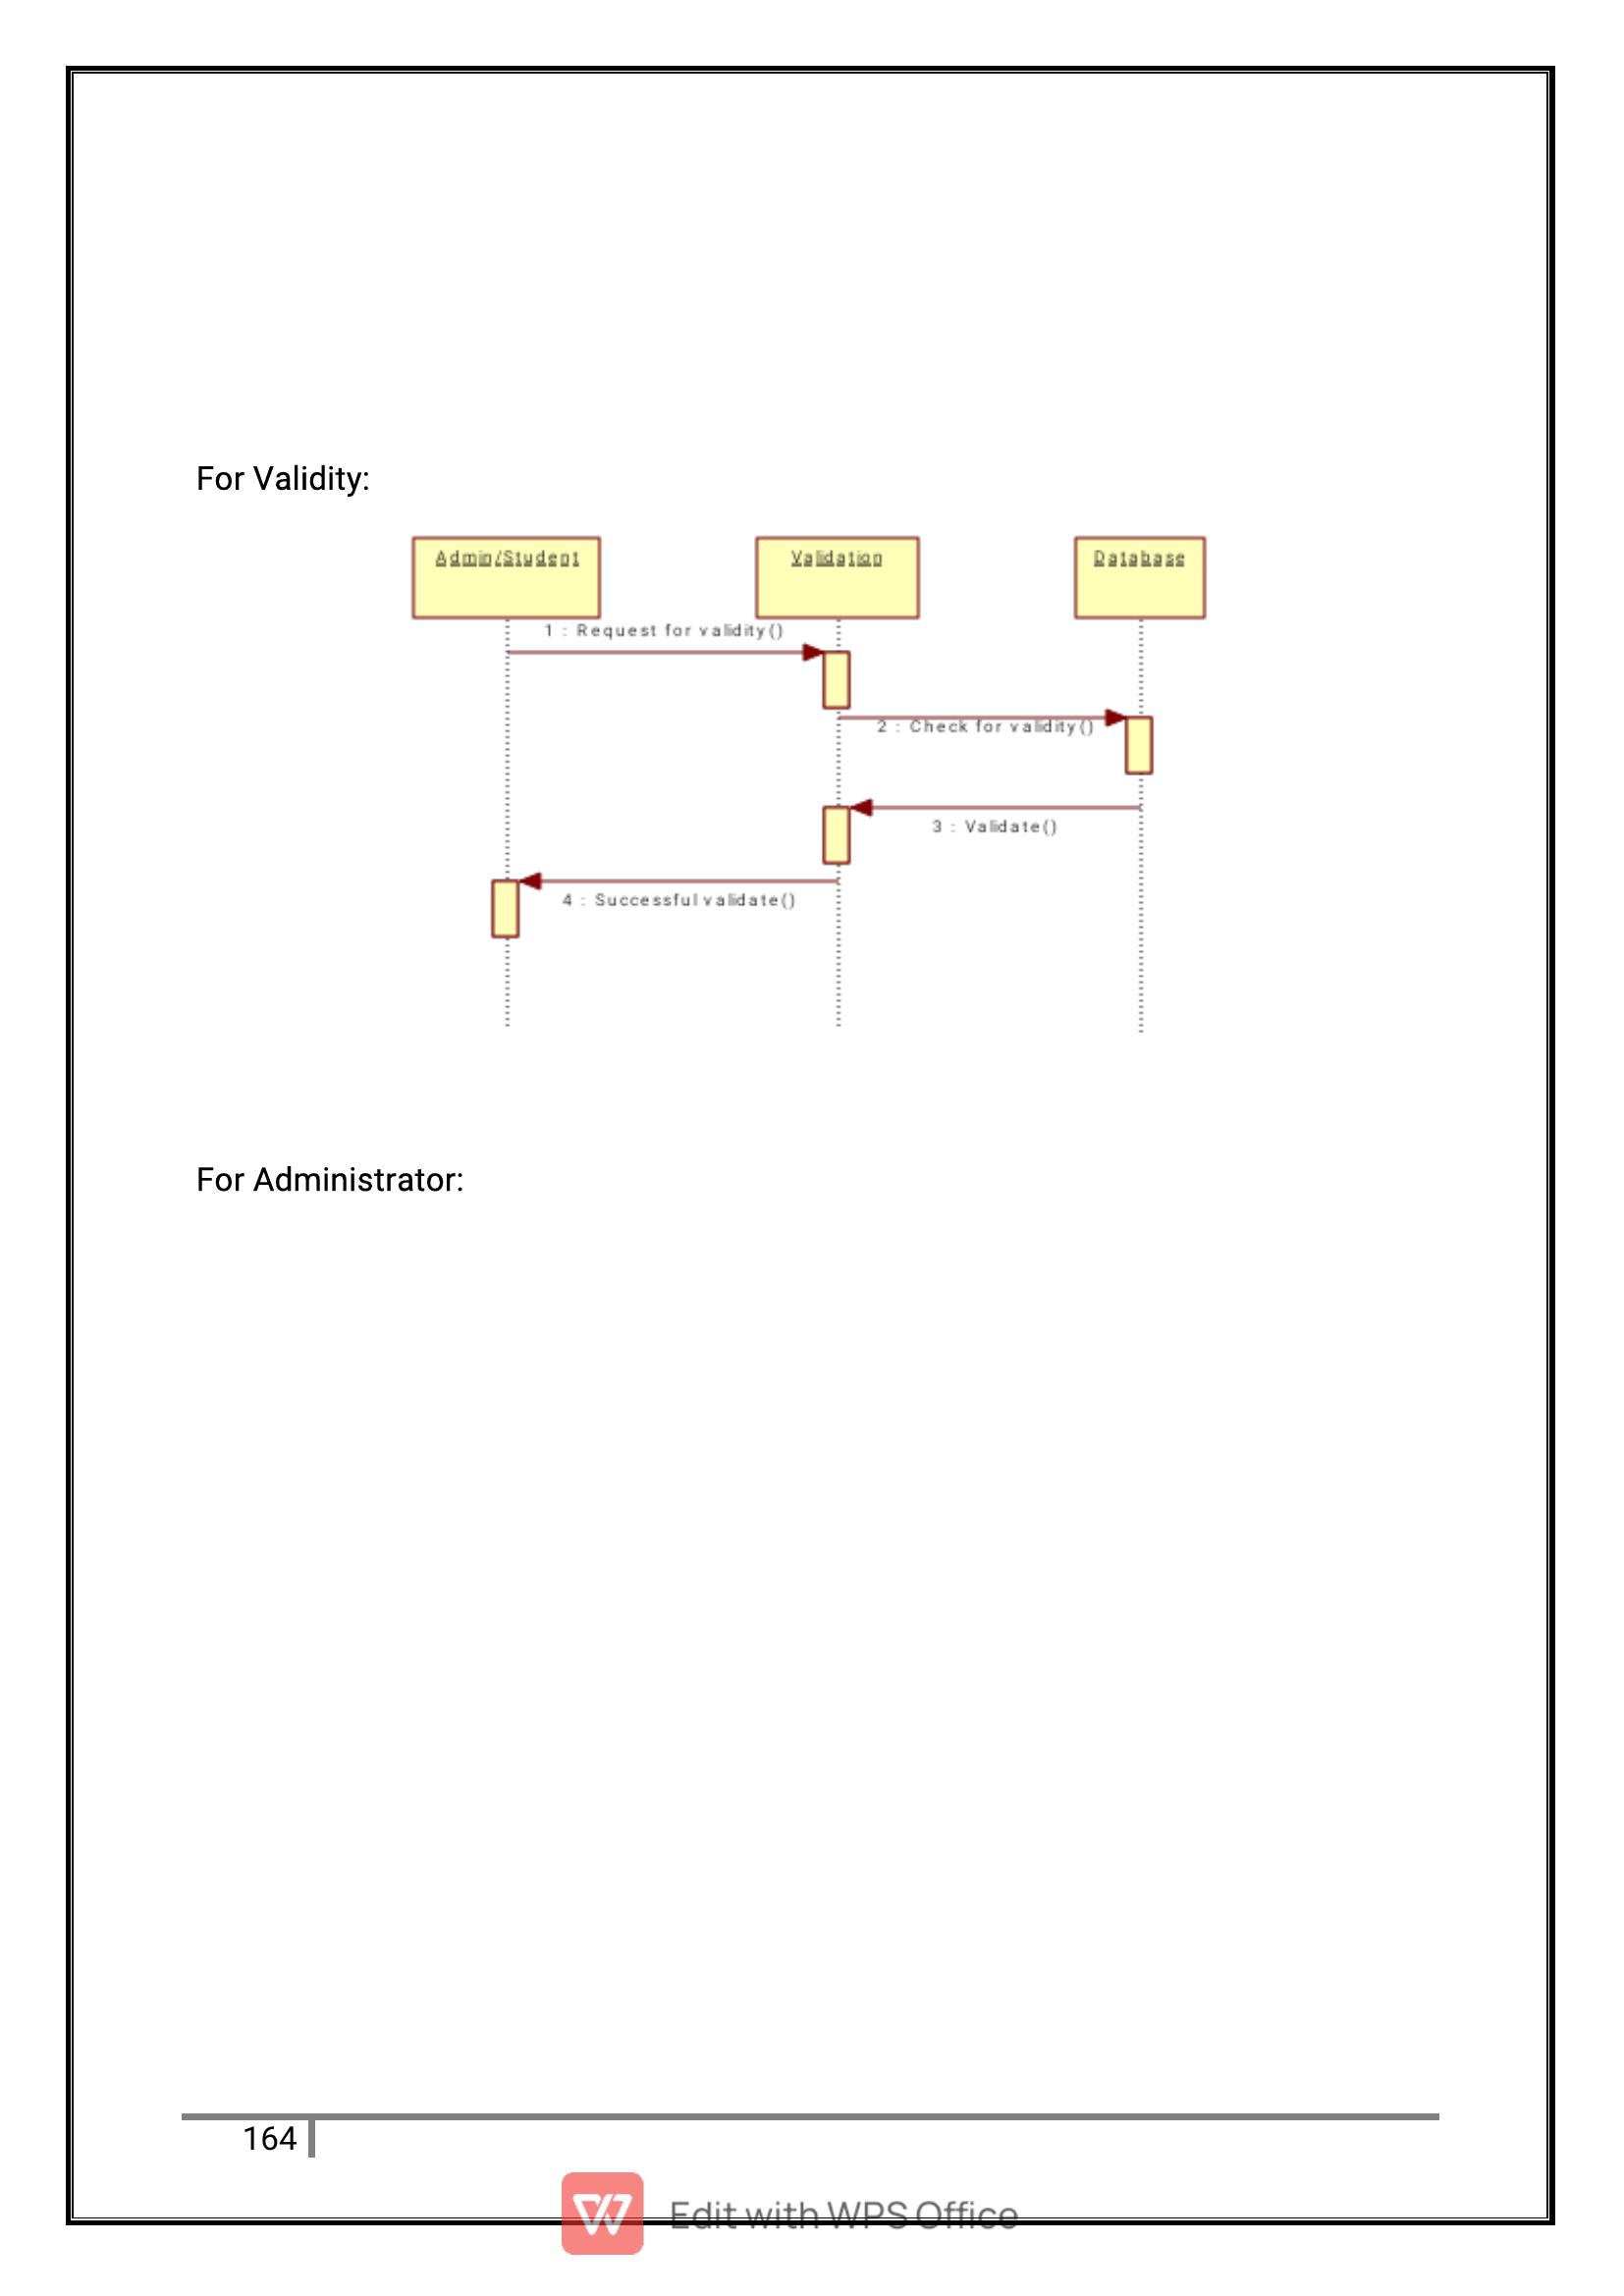 For Validity:
Admin/Student
Validation
Database
1 : Request for validity()
2 : Check for validity()
3 : Validate()
4 : Successful validate()
For Administrator:
164
Edit with WPS Office